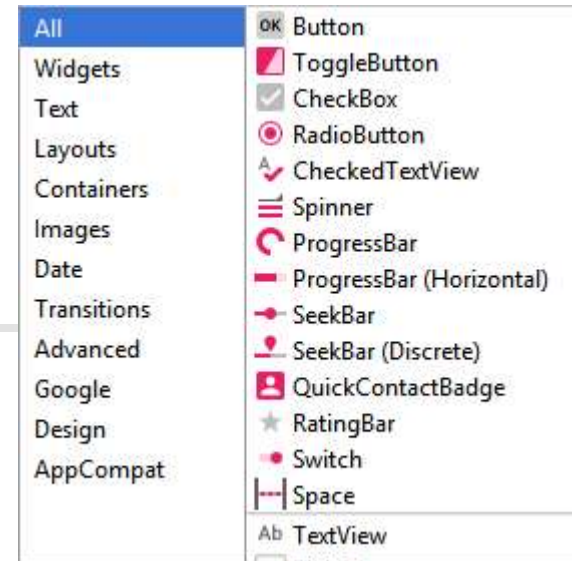 All
Widgets
Text
Layouts
Containers
Images
Date
Transitions
Advanced
Google
Design
AppCompat
OK Button
ToggleButton
CheckBox
RadioButton
A CheckedTextView
Spinner
ProgressBar
ProgressBar (Horizontal)
SeekBar
SeekBar (Discrete)
QuickContactBadge
RatingBar
Switch
Space
Ab TextView